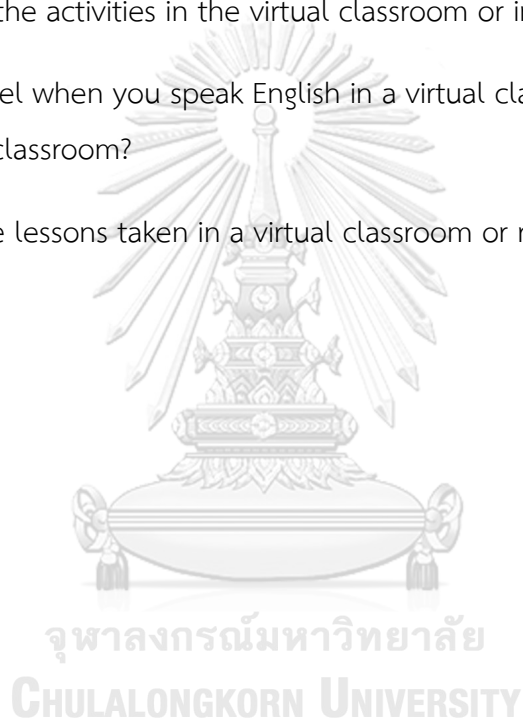 the activities in the virtual classroom or i
el when you speak English in a virtual cla
classroom?
e lessons taken in a virtual classroom or
จุฬาลงกรณ์มหาวิทยาลัย
CHULALONGKORN UNIVERSITY